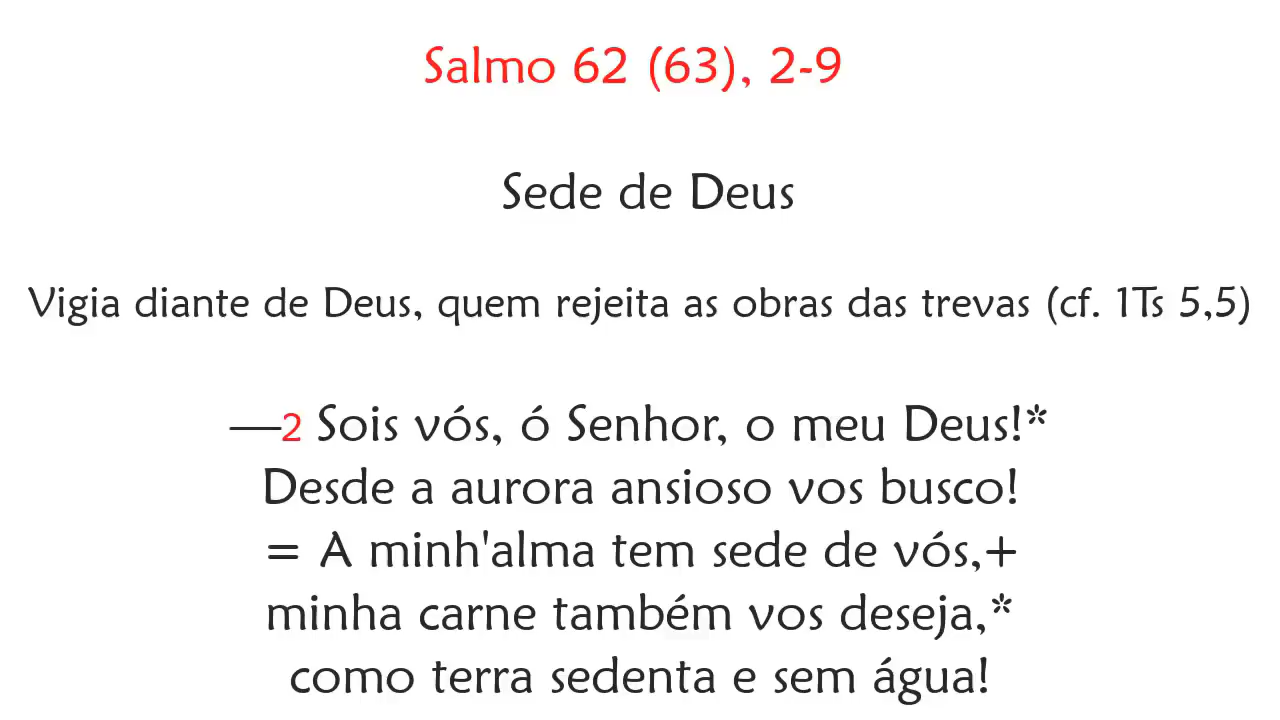 Salmo 62 (63), 2-9
Sede de Deus
Vigia diante de Deus, quem rejeita as obras das trevas (cf. 1Ts 5,5)
—2 Sois vós, ó Senhor, o meu Deus!*
Desde a aurora ansioso vos busco!
= A minh'alma tem sede de vós,+
minha carne também vos deseja,*
como terra sedenta e sem água!